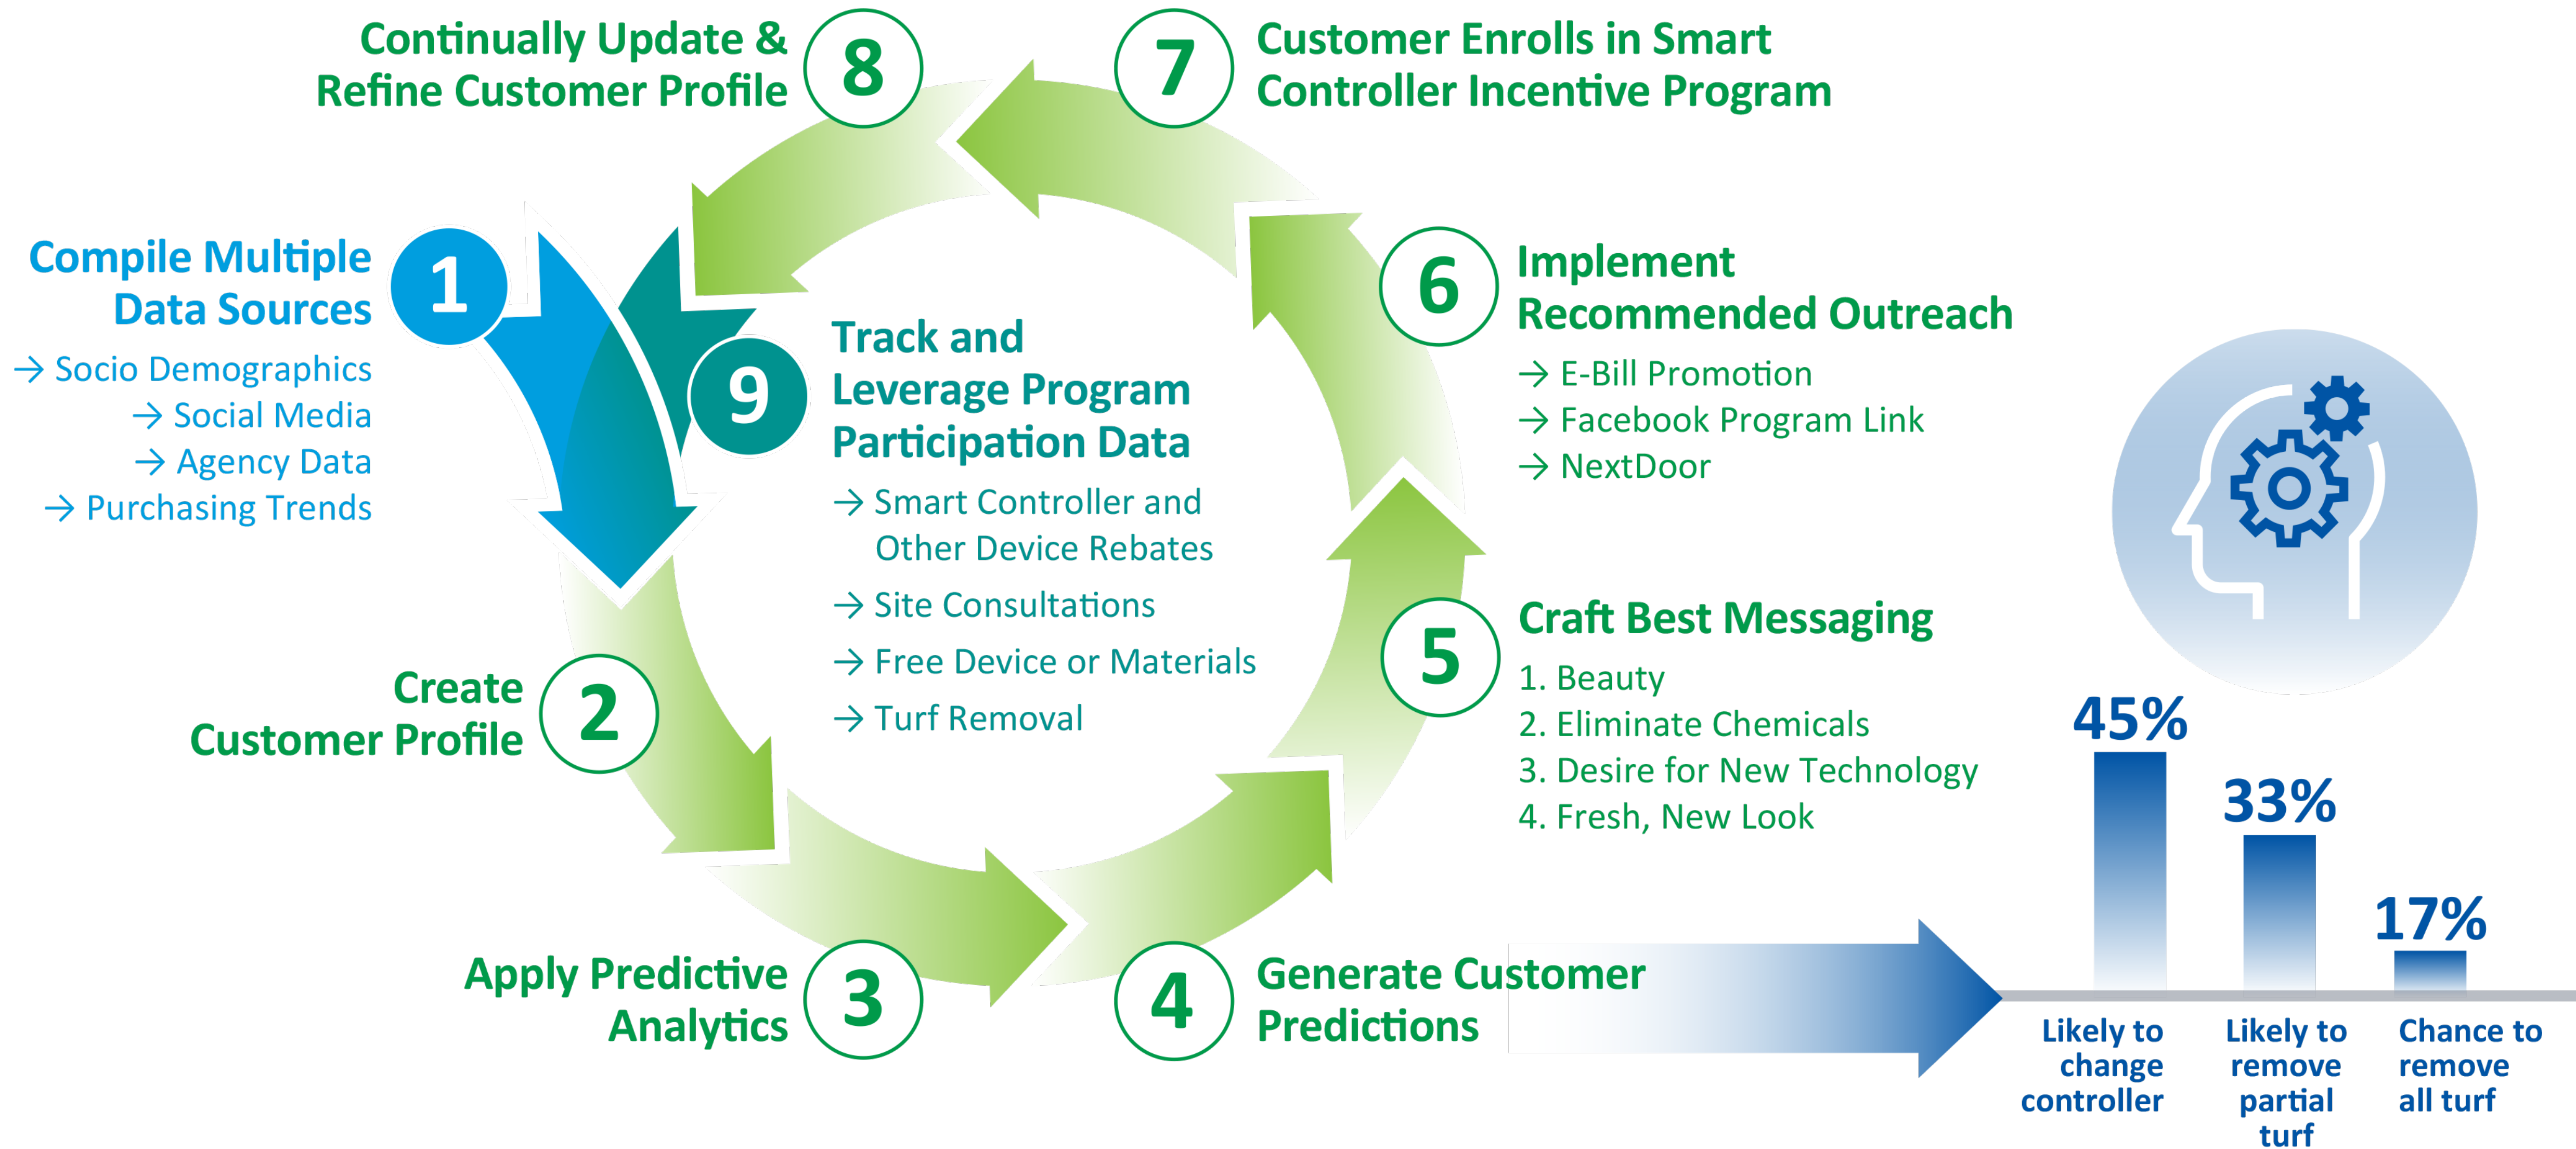 1
Compile Multiple
Data Sources
→ Socio Demographics
→ Social Media
→ Agency Data
→ Purchasing Trends
2
Create
Customer Profile
3
Apply Predictive
Analytics
4
Generate Customer
Predictions
45%
Likely to
change
controller
33%
Likely to
remove
partial
turf
17%
Chance to
remove
all turf
5
Craft Best Messaging
1. Beauty
2. Eliminate Chemicals
3. Desire for New Technology
4. Fresh, New Look
6
Implement
Recommended Outreach
→ E-Bill Promotion
→ Facebook Program Link
→ NextDoor
7
Customer Enrolls in Smart
Controller Incentive Program
8
Continually Update &
Refine Customer Profile
9
Track and
Leverage Program
Participation Data
→ Smart Controller and
Other Device Rebates
→ Site Consultations
→ Free Device or Materials
→ Turf Removal